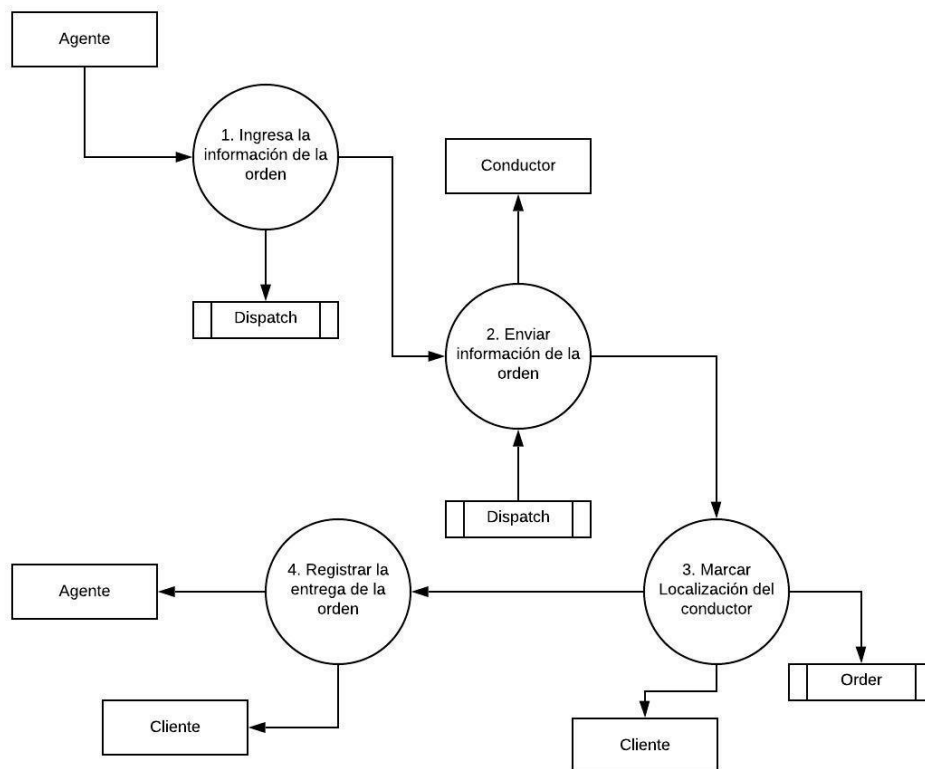 Agente
1. Ingresa la
información de la
orden
Conductor
Dispatch
2. Enviar
información de la
orden
Dispatch
4. Registrar la
entrega de la
orden
3. Marcar
Localización del
conductor
Agente
Order
Cliente
Cliente